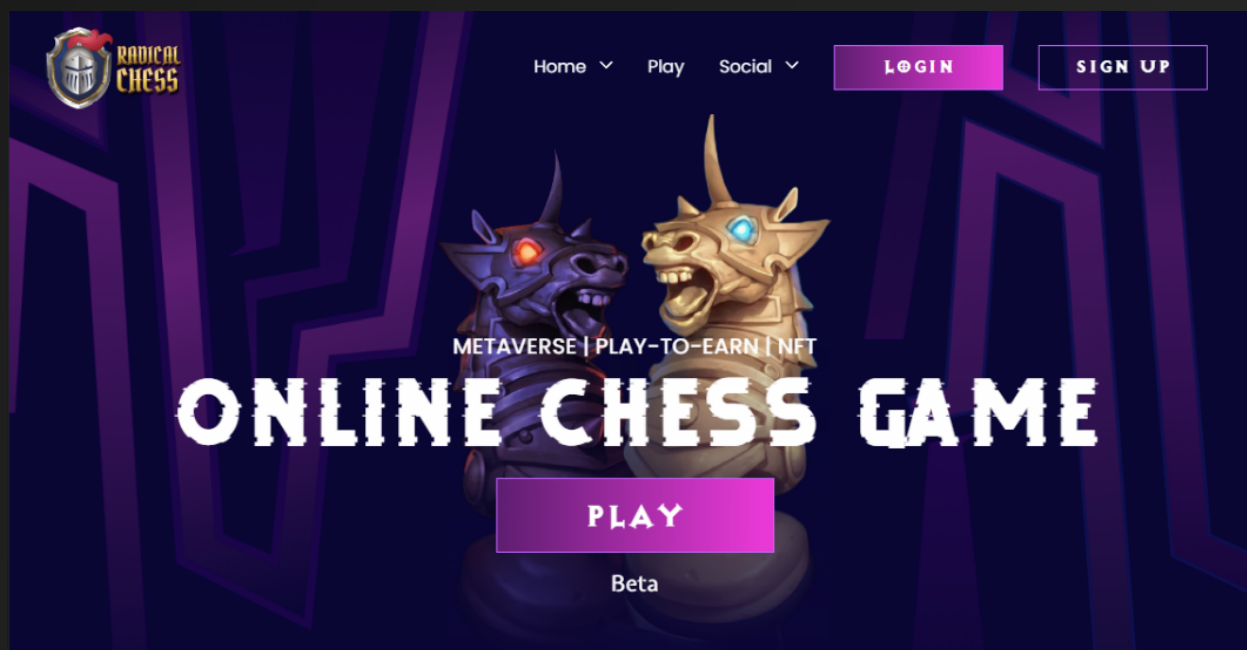 RADICAL
CHESS
Home Play Social LOGIN SIGN UP
METAVERSE | PLAY-TO-EARN | NFT
ONLINE CHESS GAME
PLAY
Beta